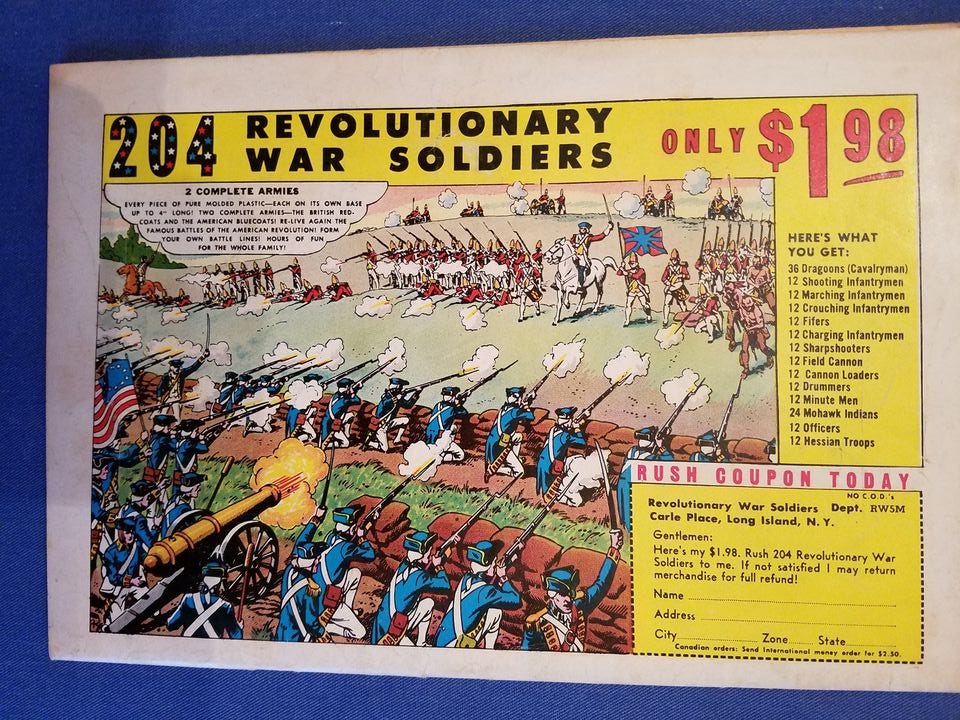 204 REVOLUTIONARY
WAR SOLDIERS
ONLY $1 98
2 COMPLETE ARMIES
EVERY PIECE OF PURE MOLDED PLASTIC—EACH ON ITS OWN BASE
UP TO 4" LONG! TWO COMPLETE ARMIES—THE BRITISH RED-
COATS AND THE AMERICAN BLUECOATS! RE-LIVE AGAIN THE
FAMOUS BATTLES OF THE AMERICAN REVOLUTION! FORM
YOUR OWN BATTLE LINES! HOURS OF FUN
FOR THE WHOLE FAMILY!
HERE'S WHAT
YOU GET:
36 Dragoons (Cavalryman)
12 Shooting Infantrymen
12 Marching Infantrymen
12 Crouching Infantrymen
12 Fifers
12 Charging Infantrymen
12 Sharpshooters
12 Field Cannon
12 Cannon Loaders
12 Drummers
12 Minute Men
24 Mohawk Indians
12 Officers
12 Hessian Troops
RUSH COUPON TODAY
NO C.O.D.'s
Revolutionary War Soldiers Dept. RW5M
Carle Place, Long Island, N. Y.
Gentlemen:
Here's my $1.98. Rush 204 Revolutionary War
Soldiers to me. If not satisfied I may return
merchandise for full refund!
Name
Address
City Zone State
Canadian orders: Send International money order for $2.50.